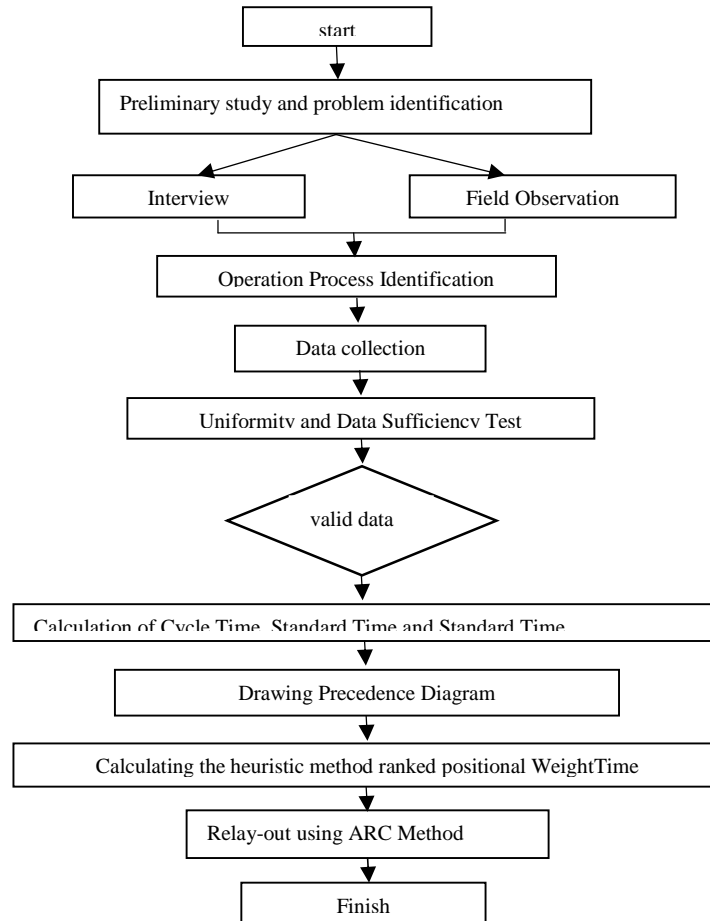 start
Preliminary study and problem identification
Interview
Field Observation
Operation Process Identification
Data collection
Uniformity and Data Sufficiency Test
valid data
Calculation of Cycle Time, Standard Time and Standard Time
Drawing Precedence Diagram
Calculating the heuristic method ranked positional WeightTime
Relay-out using ARC Method
Finish